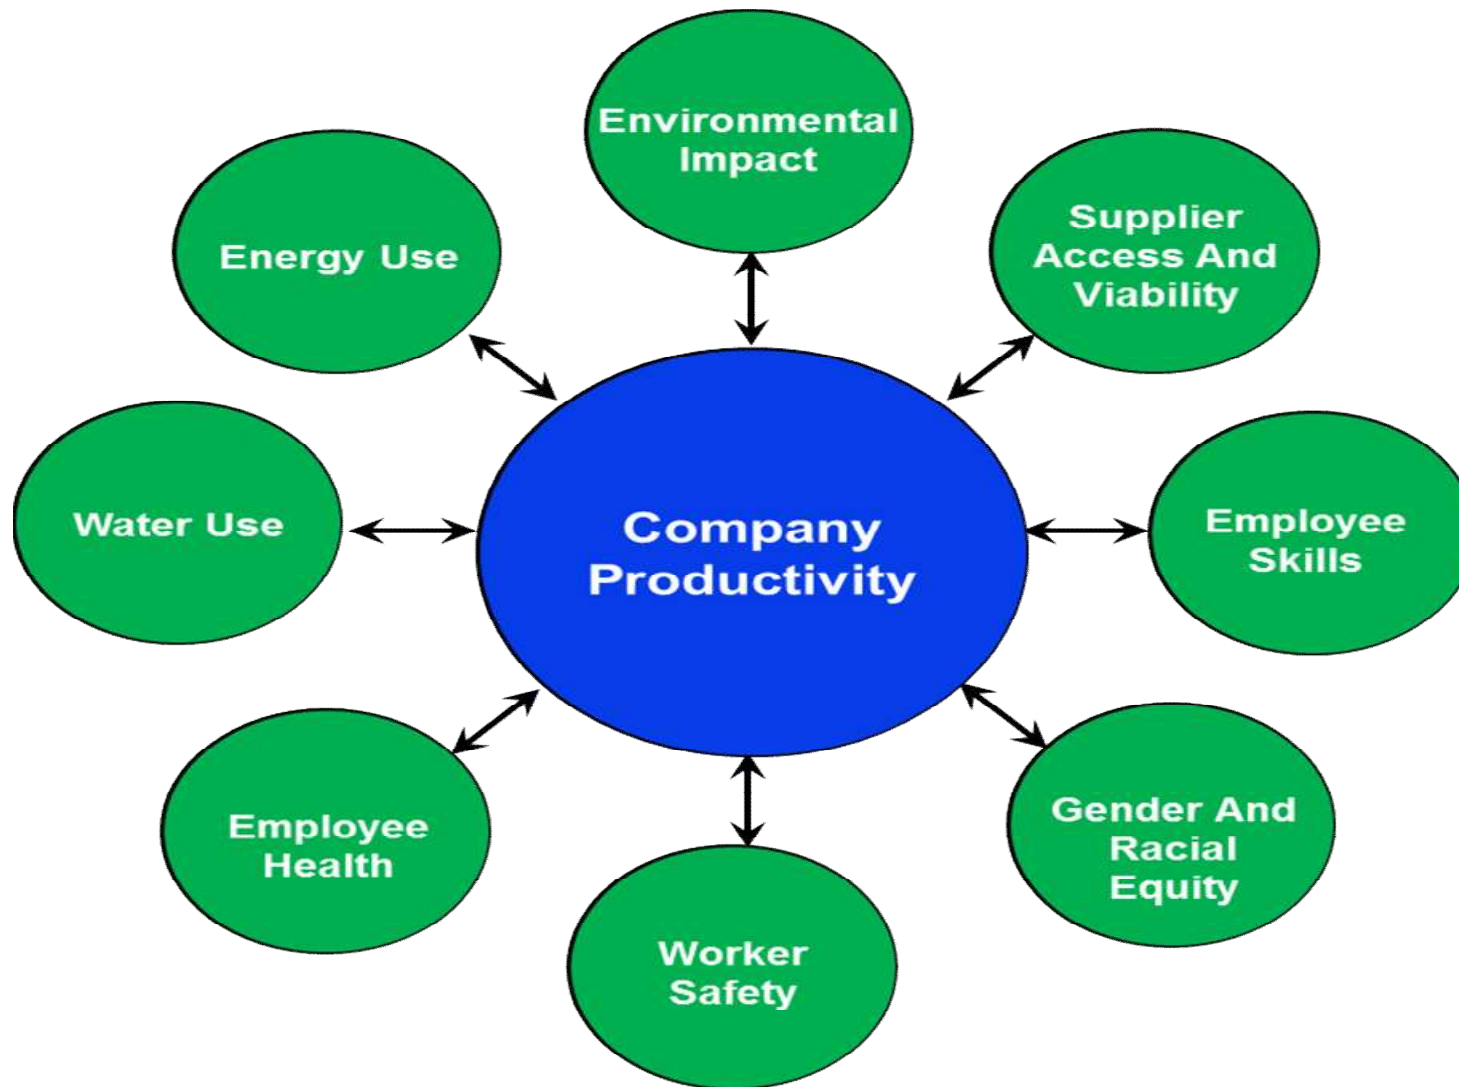 Environmental
Impact
Supplier
Access And
Viability
Energy Use
Company
Productivity
Water Use
Employee
Skills
Employee
Health
Gender And
Racial
Equity
Worker
Safety